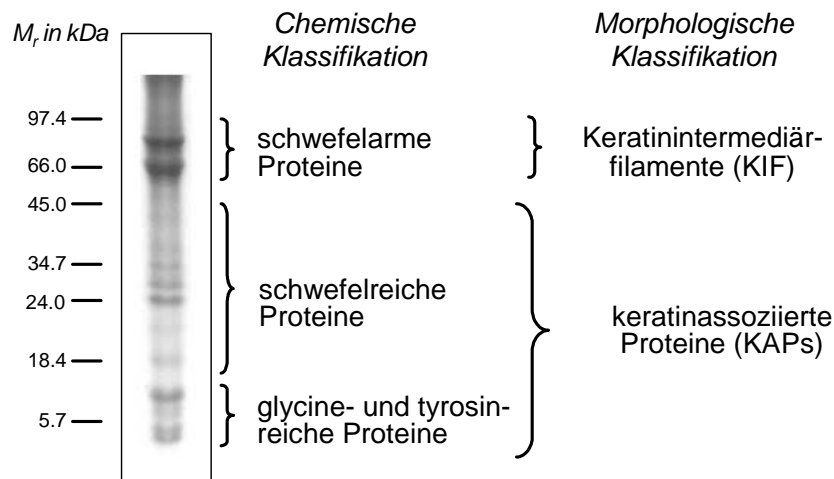 Mr in kDa
Chemische
Klassifikation
Morphologische
Klassifikation
97.4
66.0
45.0
34.7
24.0
18.4
5.7
schwefelarme
Proteine
schwefelreiche
Proteine
glycine- und tyrosin-
reiche Proteine
Keratinintermediär-
filamente (KIF)
keratinassoziierte
Proteine (KAPs)